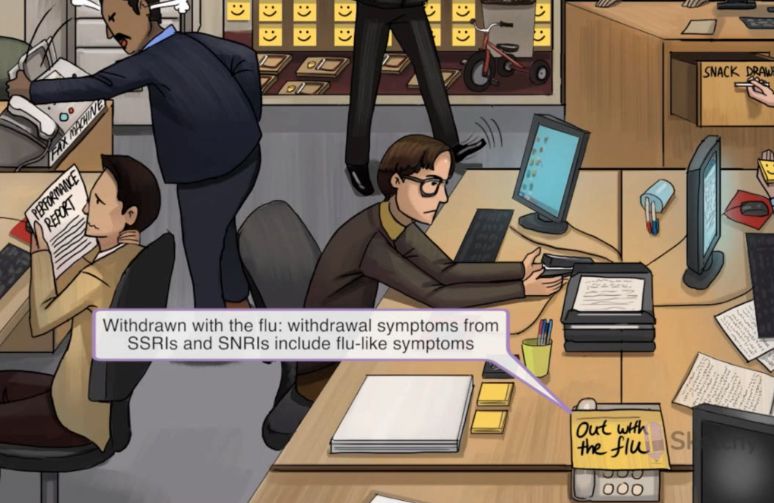 SNACK DRAW
FAX MACHINE
PERFORMANCE
REPORT
Withdrawn with the flu: withdrawal symptoms from
SSRIs and SNRIs include flu-like symptoms
Out with
the flu